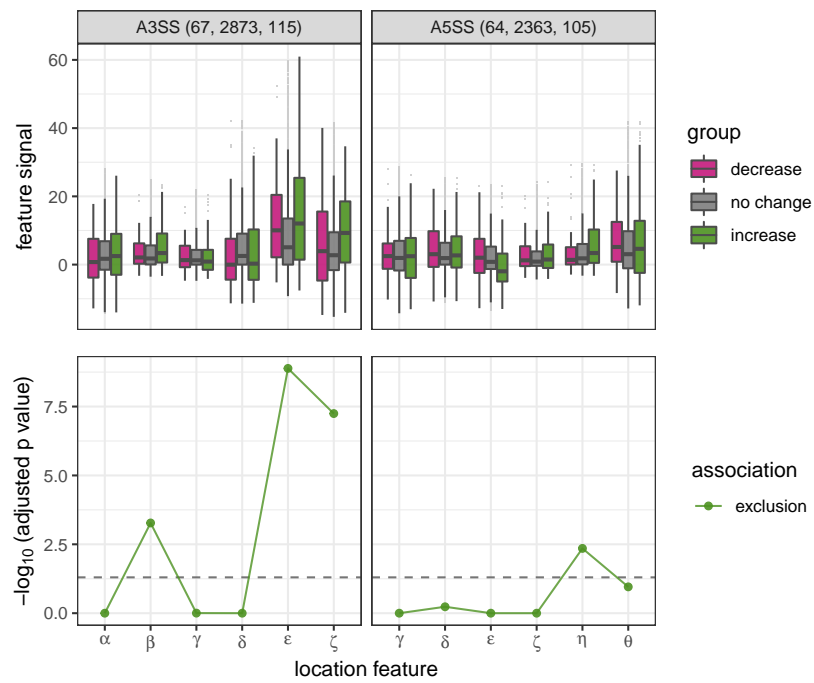 A3SS (67, 2873, 115)
A5SS (64, 2363, 105)
feature signal
60
40
20
0
group
decrease
no change
increase
−log10 (adjusted p value)
7.5
5.0
2.5
0.0
association
exclusion
α β γ δ ε ζ
γ δ ε ζ η θ
location feature